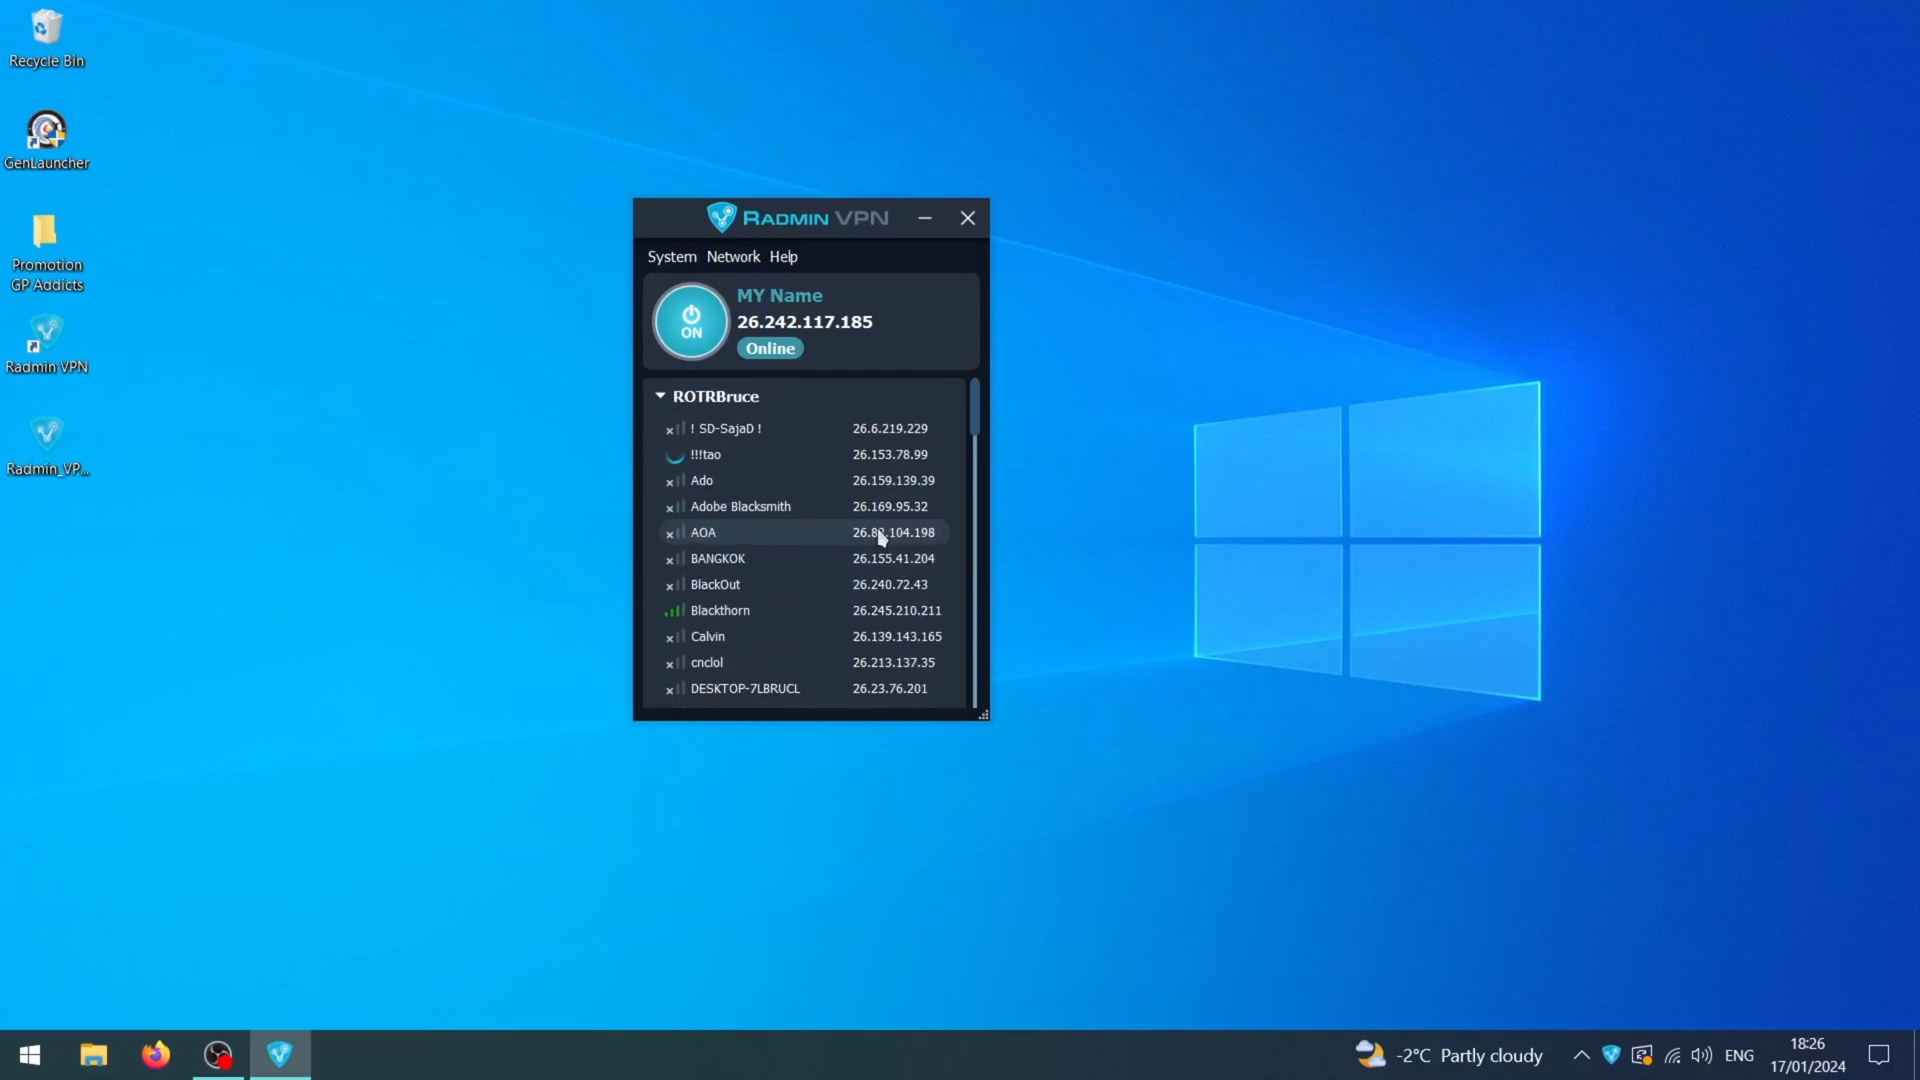 Recycle Bin
GenLauncher
Promotion
GP Addicts
Radmin VPN
Radmin_VP...
RADMIN VPN
System Network Help
ON
MY Name
26.242.117.185
Online
ROTRBruce
! SD-SajaD ! 26.6.219.229
!!!tao 26.153.78.99
Ado 26.159.139.39
Adobe Blacksmith 26.169.95.32
AOA
BANGKOK 26.155.41.204
BlackOut 26.240.72.43
Blackthorn 26.245.210.211
Calvin 26.139.143.165
cnclol 26.213.137.35
DESKTOP-7LBRUCL 26.23.76.201
-2°C Partly cloudy
ENG
18:26
17/01/2024